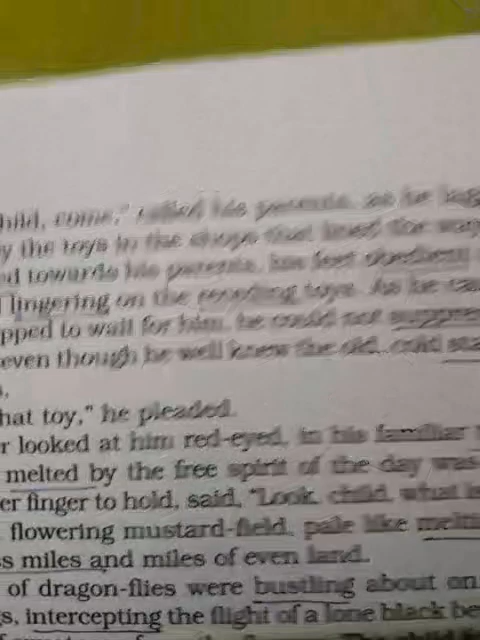 hild, come," called his parents, as he lagg
y the toys in the shops that lined the way
d towards his parents, his feet obedient
lingering on the receding toys. As he ca
pped to wait for him, he could not suppres
even though he well knew the old, cold sta
s.
hat toy," he pleaded.
r looked at him red-eyed, in his familiar
melted by the free spirit of the day was
er finger to hold, said, "Look, child, what is
flowering mustard-field, pale like melti
ss miles and miles of even land.
of dragon-flies were bustling about on
s, intercepting the flight of a lone black be